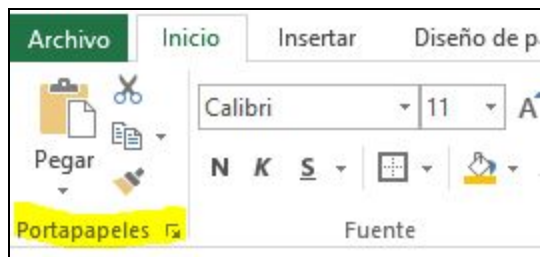 Archivo Inicio Insertar Diseño de p
Calibri 11 A
Pegar N K S
Portapapeles Fuente